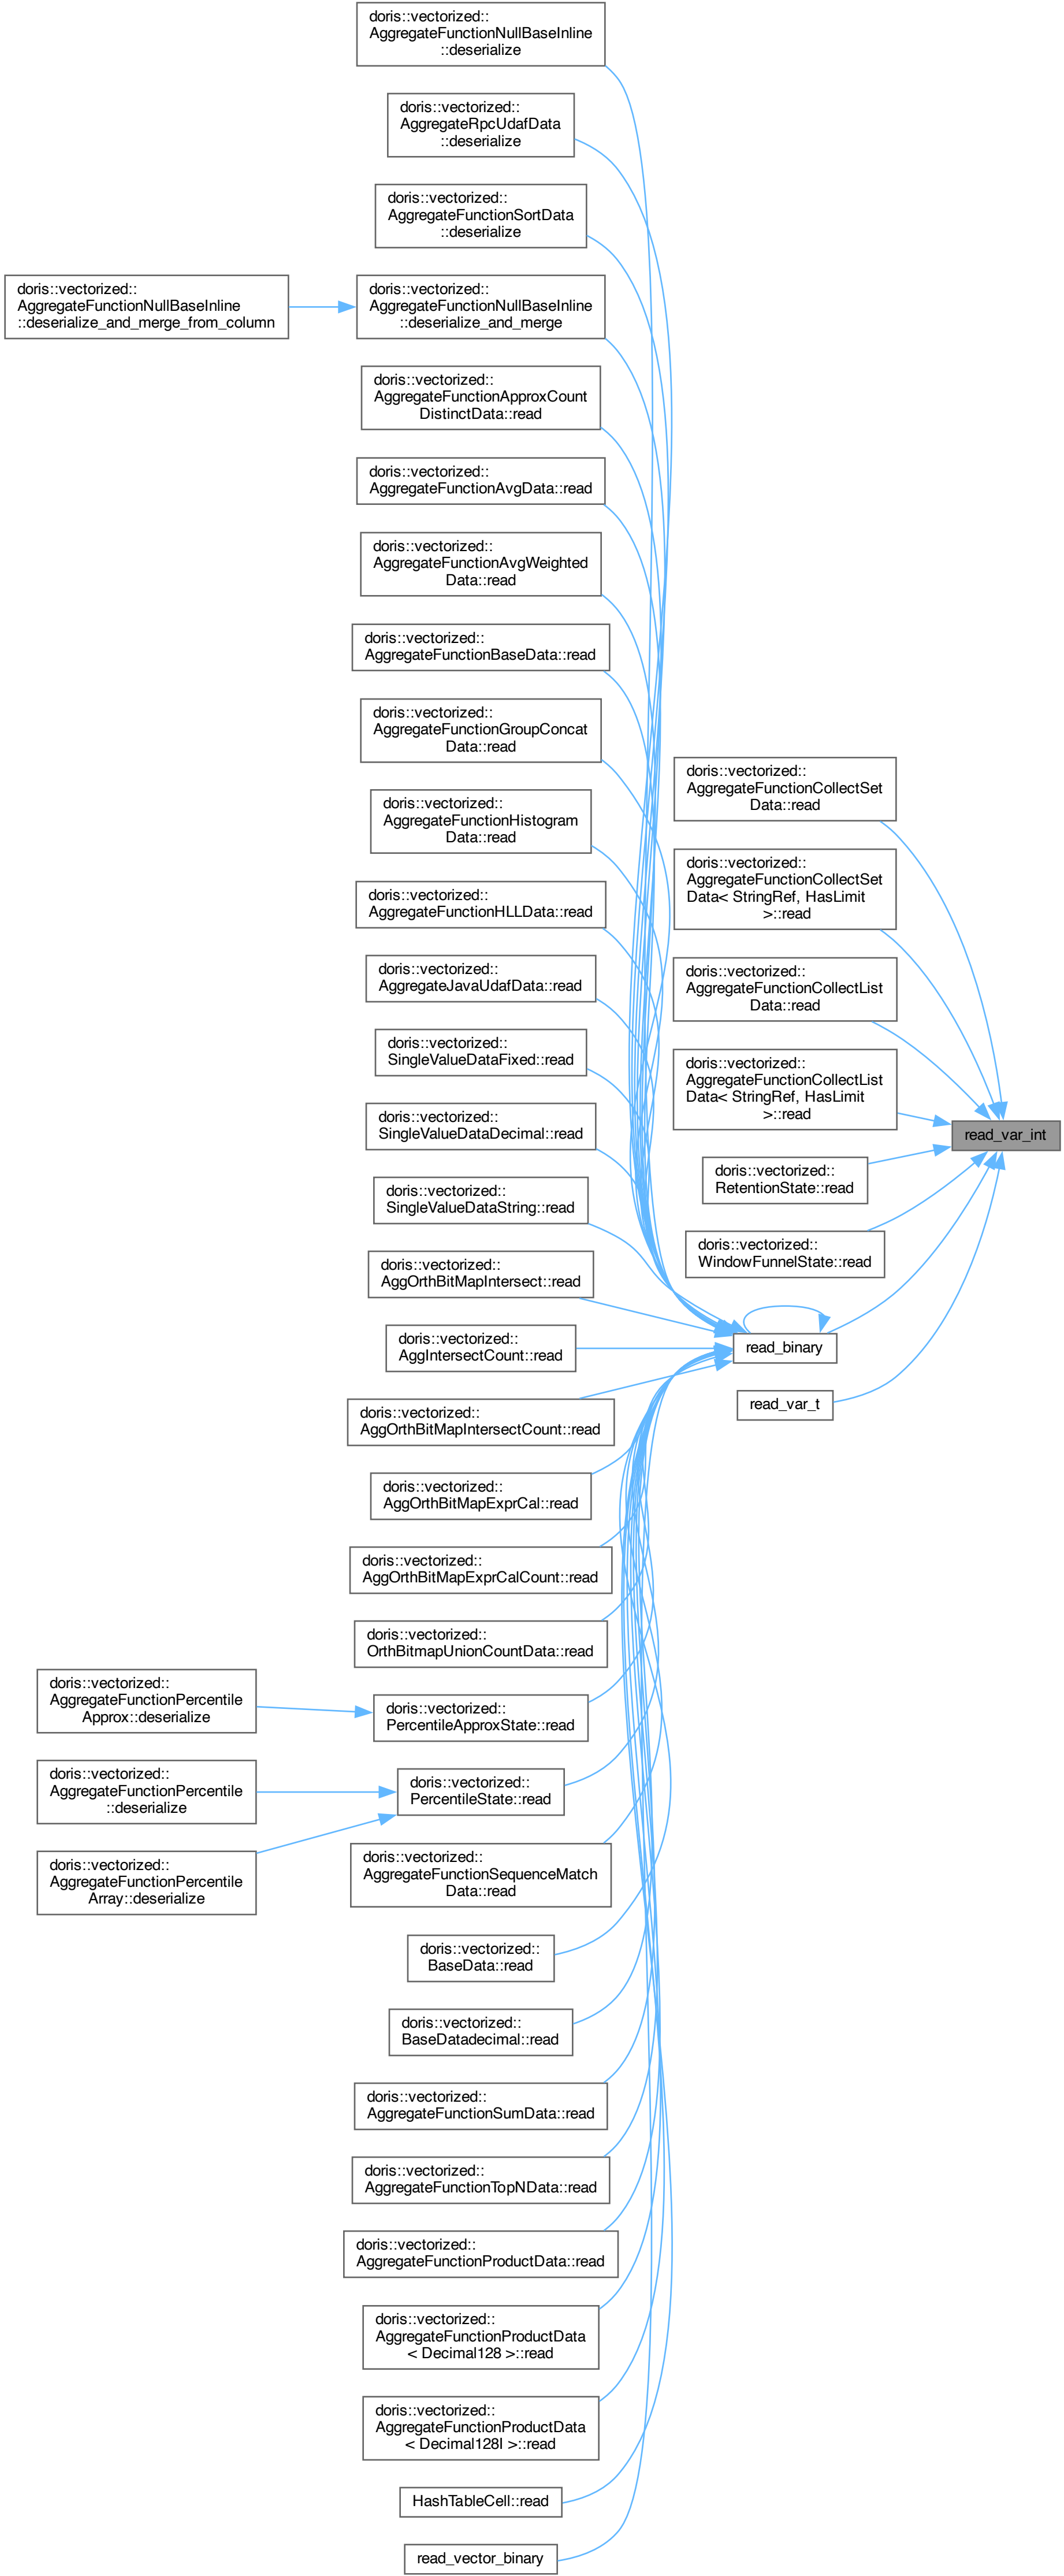 doris::vectorized::
AggregateFunctionNullBaseInline
::deserialize
doris::vectorized::
AggregateRpcUdafData
::deserialize
doris::vectorized::
AggregateFunctionSortData
::deserialize
doris::vectorized::
AggregateFunctionNullBaseInline
::deserialize_and_merge_from_column
doris::vectorized::
AggregateFunctionNullBaseInline
::deserialize_and_merge
doris::vectorized::
AggregateFunctionApproxCount
DistinctData::read
doris::vectorized::
AggregateFunctionAvgData::read
doris::vectorized::
AggregateFunctionAvgWeighted
Data::read
doris::vectorized::
AggregateFunctionBaseData::read
doris::vectorized::
AggregateFunctionGroupConcat
Data::read
doris::vectorized::
AggregateFunctionHistogram
Data::read
doris::vectorized::
AggregateFunctionHLLData::read
doris::vectorized::
AggregateJavaUdafData::read
doris::vectorized::
SingleValueDataFixed::read
doris::vectorized::
SingleValueDataDecimal::read
doris::vectorized::
SingleValueDataString::read
doris::vectorized::
AggOrthBitMapIntersect::read
doris::vectorized::
AggIntersectCount::read
doris::vectorized::
AggOrthBitMapIntersectCount::read
doris::vectorized::
AggOrthBitMapExprCal::read
doris::vectorized::
AggOrthBitMapExprCalCount::read
doris::vectorized::
OrthBitmapUnionCountData::read
doris::vectorized::
AggregateFunctionPercentile
Approx::deserialize
doris::vectorized::
PercentileApproxState::read
doris::vectorized::
AggregateFunctionPercentile
::deserialize
doris::vectorized::
PercentileState::read
doris::vectorized::
AggregateFunctionPercentile
Array::deserialize
doris::vectorized::
AggregateFunctionSequenceMatch
Data::read
doris::vectorized::
BaseData::read
doris::vectorized::
BaseDatadecimal::read
doris::vectorized::
AggregateFunctionSumData::read
doris::vectorized::
AggregateFunctionTopNData::read
doris::vectorized::
AggregateFunctionProductData::read
doris::vectorized::
AggregateFunctionProductData
< Decimal128 >::read
doris::vectorized::
AggregateFunctionProductData
< Decimal128I >::read
HashTableCell::read
read_vector_binary
doris::vectorized::
AggregateFunctionCollectSet
Data::read
doris::vectorized::
AggregateFunctionCollectSet
Data< StringRef, HasLimit
>::read
doris::vectorized::
AggregateFunctionCollectList
Data::read
doris::vectorized::
AggregateFunctionCollectList
Data< StringRef, HasLimit
>::read
doris::vectorized::
RetentionState::read
doris::vectorized::
WindowFunnelState::read
read_binary
read_var_t
read_var_int